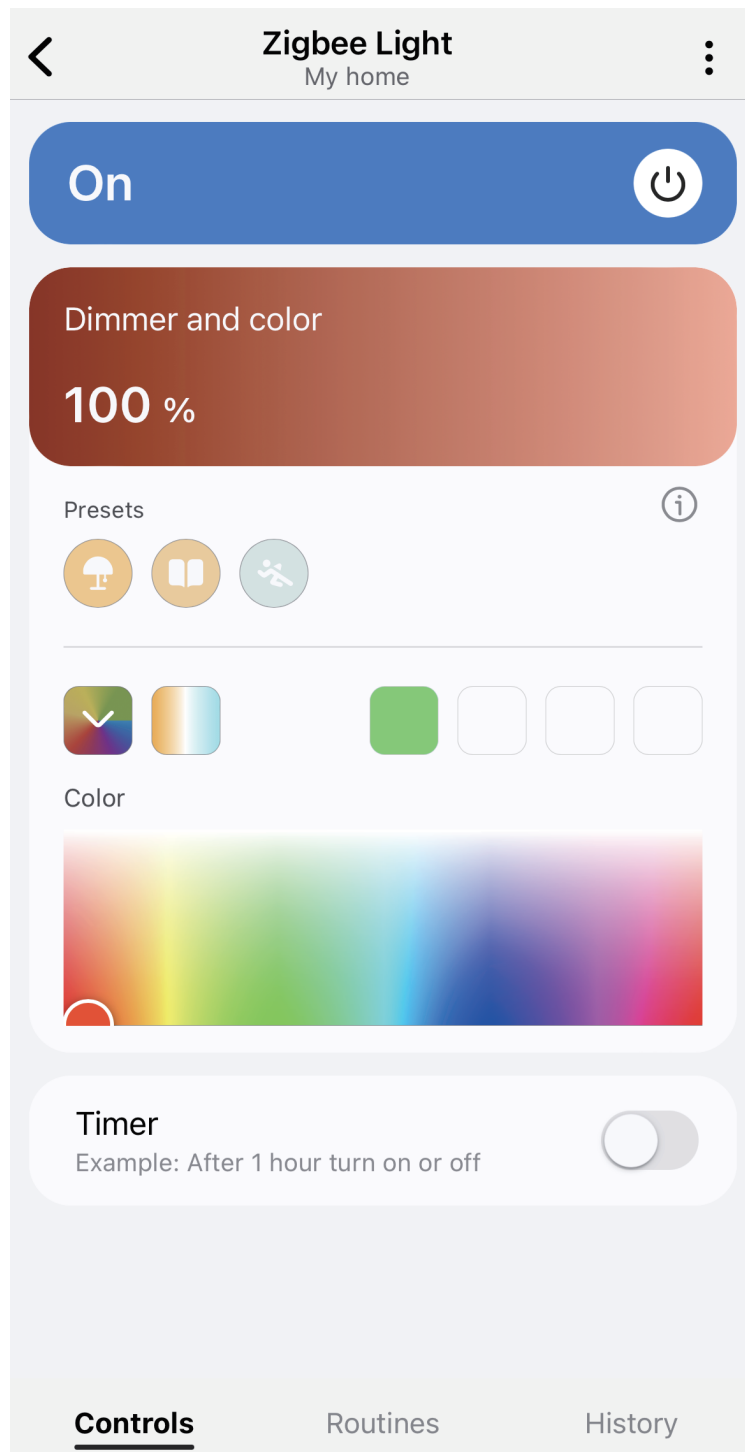 Zigbee Light
My home
On
Dimmer and color
100 %
Presets
Color
Timer
Example: After 1 hour turn on or off
Controls Routines History